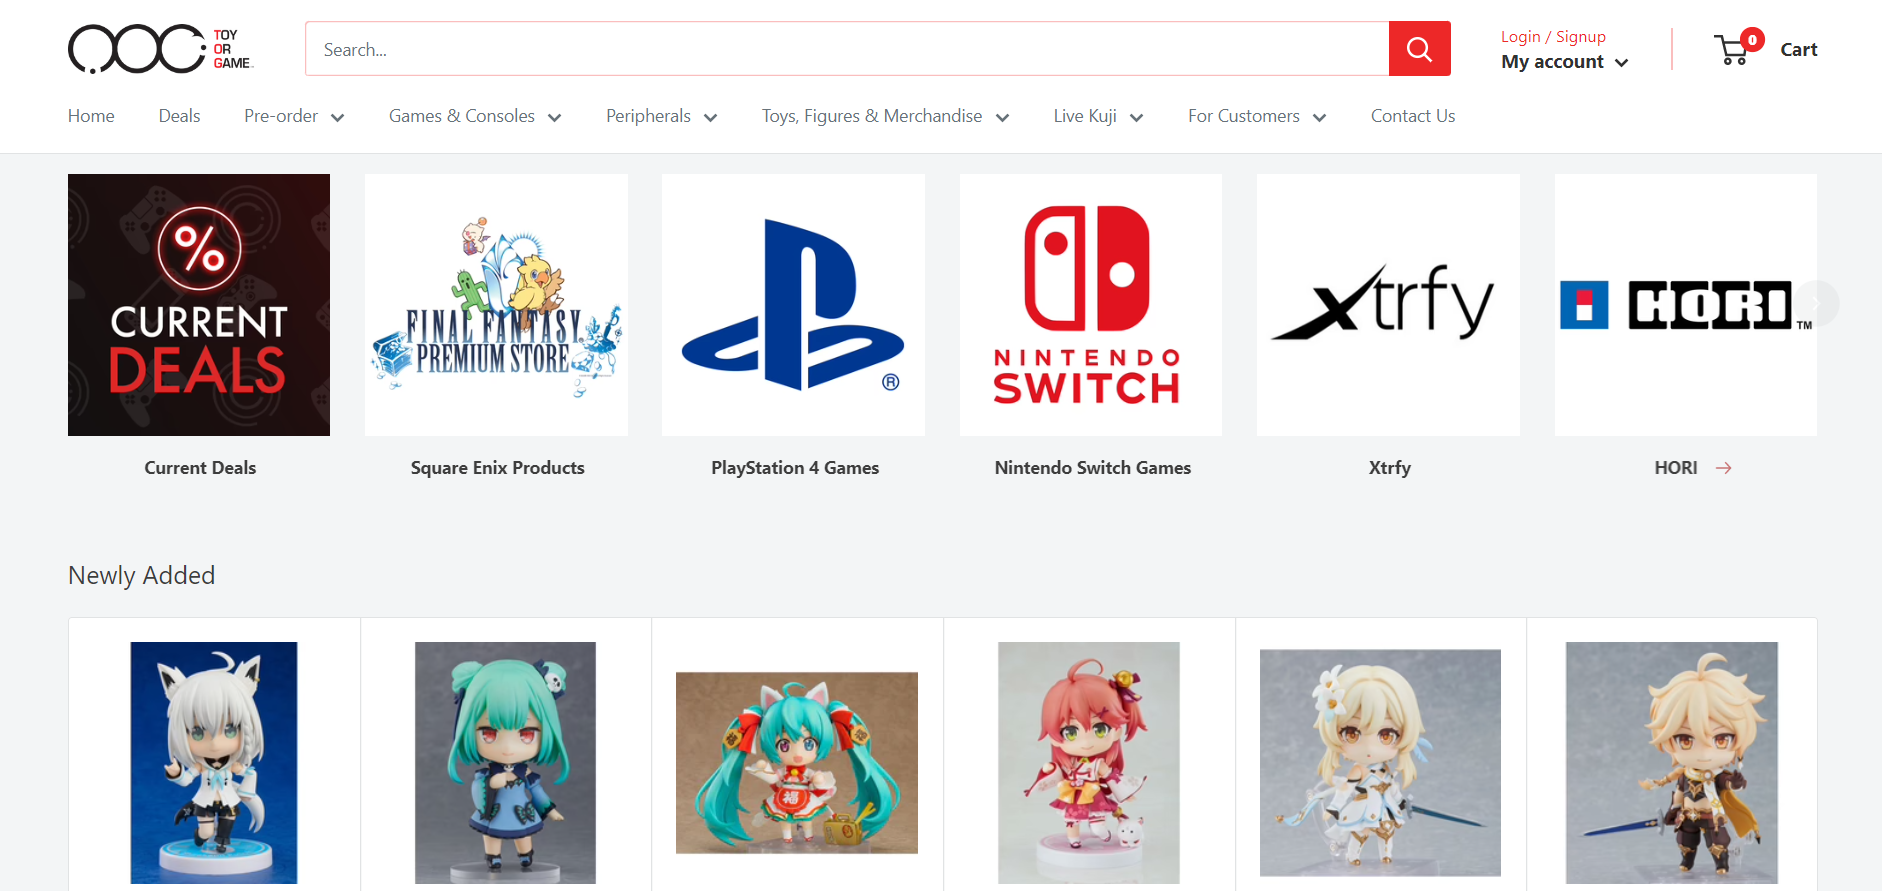 TOY
OR
GAME
Search...
Login / Signup
My account
0
Cart
Home
Deals
Pre-order
Games & Consoles
Peripherals
Toys, Figures & Merchandise
Live Kuji
For Customers
Contact Us
%
CURRENT
DEALS
FINAL FANTASY
PREMIUM STORE
®
NINTENDO
SWITCH
xtrfy
HORI
TM
Current Deals
Square Enix Products
PlayStation 4 Games
Nintendo Switch Games
Xtrfy
HORI
Newly Added
福